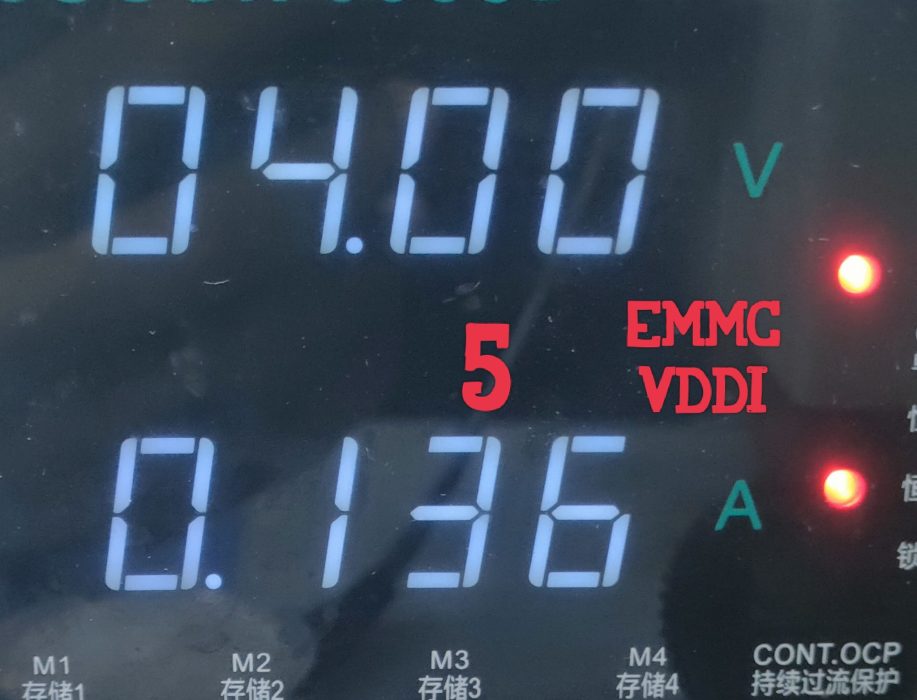 04.00 V
5
EMMC
VDDI
0.136 A
M1 M2 M3 M4 CONT.OCP
存储1 存储2 存储3 存储4 持续过流保护